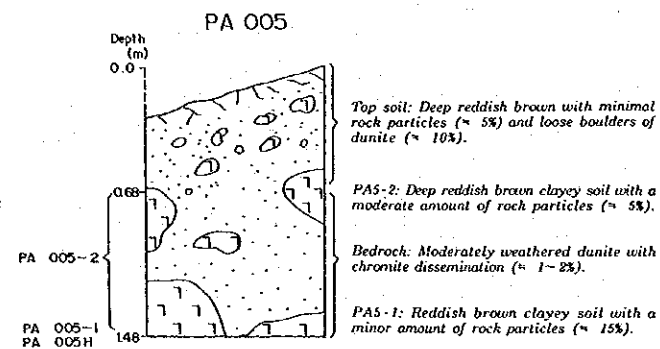 PA 005
Depth
(m)
0.0
0.68
PA 005-2
PA 005-1
PA 005H
1.48
Top soil: Deep reddish brown with minimal
rock particles (≈ 5%) and loose boulders of
dunite (≈ 10%).
PA5-2: Deep reddish brown clayey soil with a
moderate amount of rock particles (≈ 5%).
Bedrock: Moderately weathered dunite with
chromite dissemination (≈ 1-2%).
PA5-1: Reddish brown clayey soil with a
minor amount of rock particles (≈ 15%).